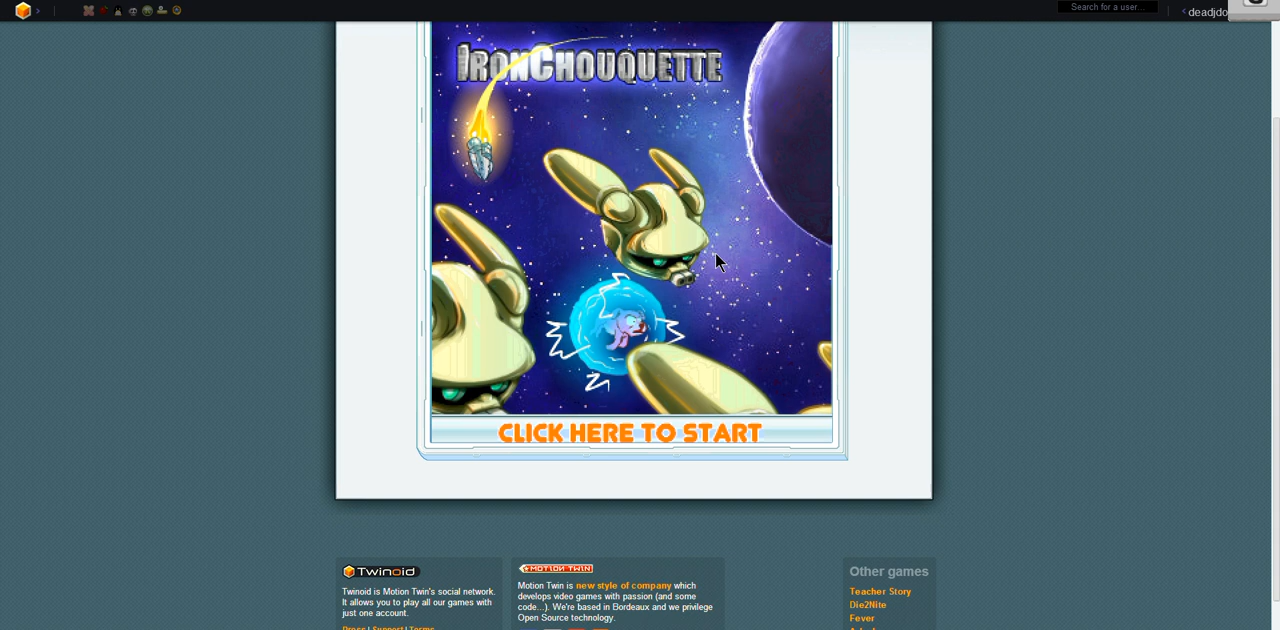 Search for a user...
deadjdo
IRONCHOUQUETTE
CLICK HERE TO START
Twinoid
Twinoid is Motion Twin's social network.
It allows you to play all our games with
just one account.
Press | Support | Terms
MOTION TWIN
Motion Twin is new style of company which
develops video games with passion (and some
code...). We're based in Bordeaux and we privilege
Open Source technology.
Other games
Teacher Story
Die2Nite
Fever